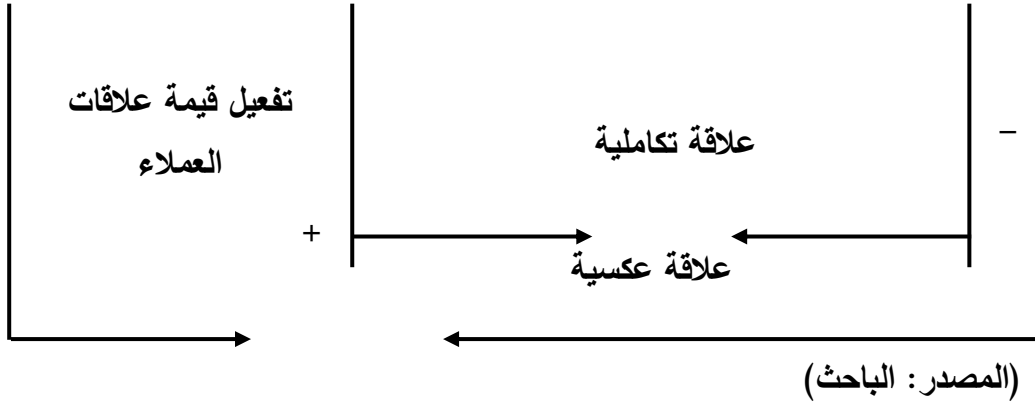 تفعيل قيمة علاقات
العملاء
علاقة تكاملية
–
+
علاقة عكسية
(المصدر: الباحث)